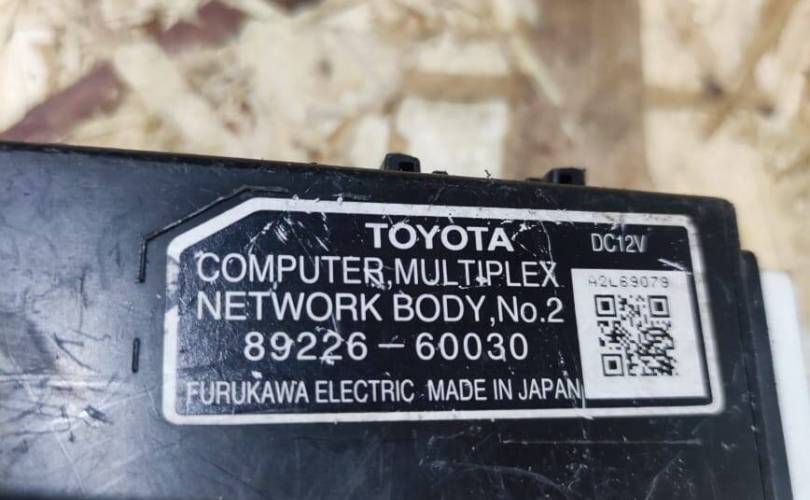 TOYOTA
DC12V
COMPUTER,MULTIPLEX
NETWORK BODY,No.2
A2L69079
89226-60030
FURUKAWA ELECTRIC MADE IN JAPAN